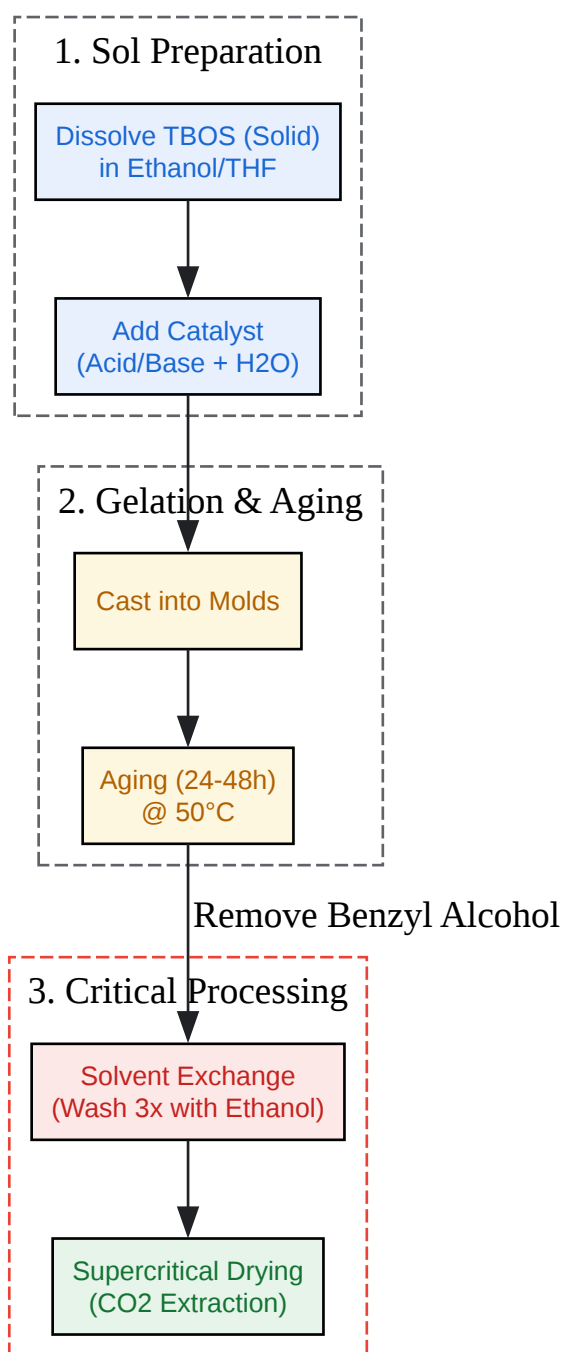 1. Sol Preparation
Dissolve TBOS (Solid)
in Ethanol/THF
Add Catalyst
(Acid/Base + H2O)
2. Gelation & Aging
Cast into Molds
Aging (24-48h)
@ 50°C
Remove Benzyl Alcohol
3. Critical Processing
Solvent Exchange
(Wash 3x with Ethanol)
Supercritical Drying
(CO2 Extraction)